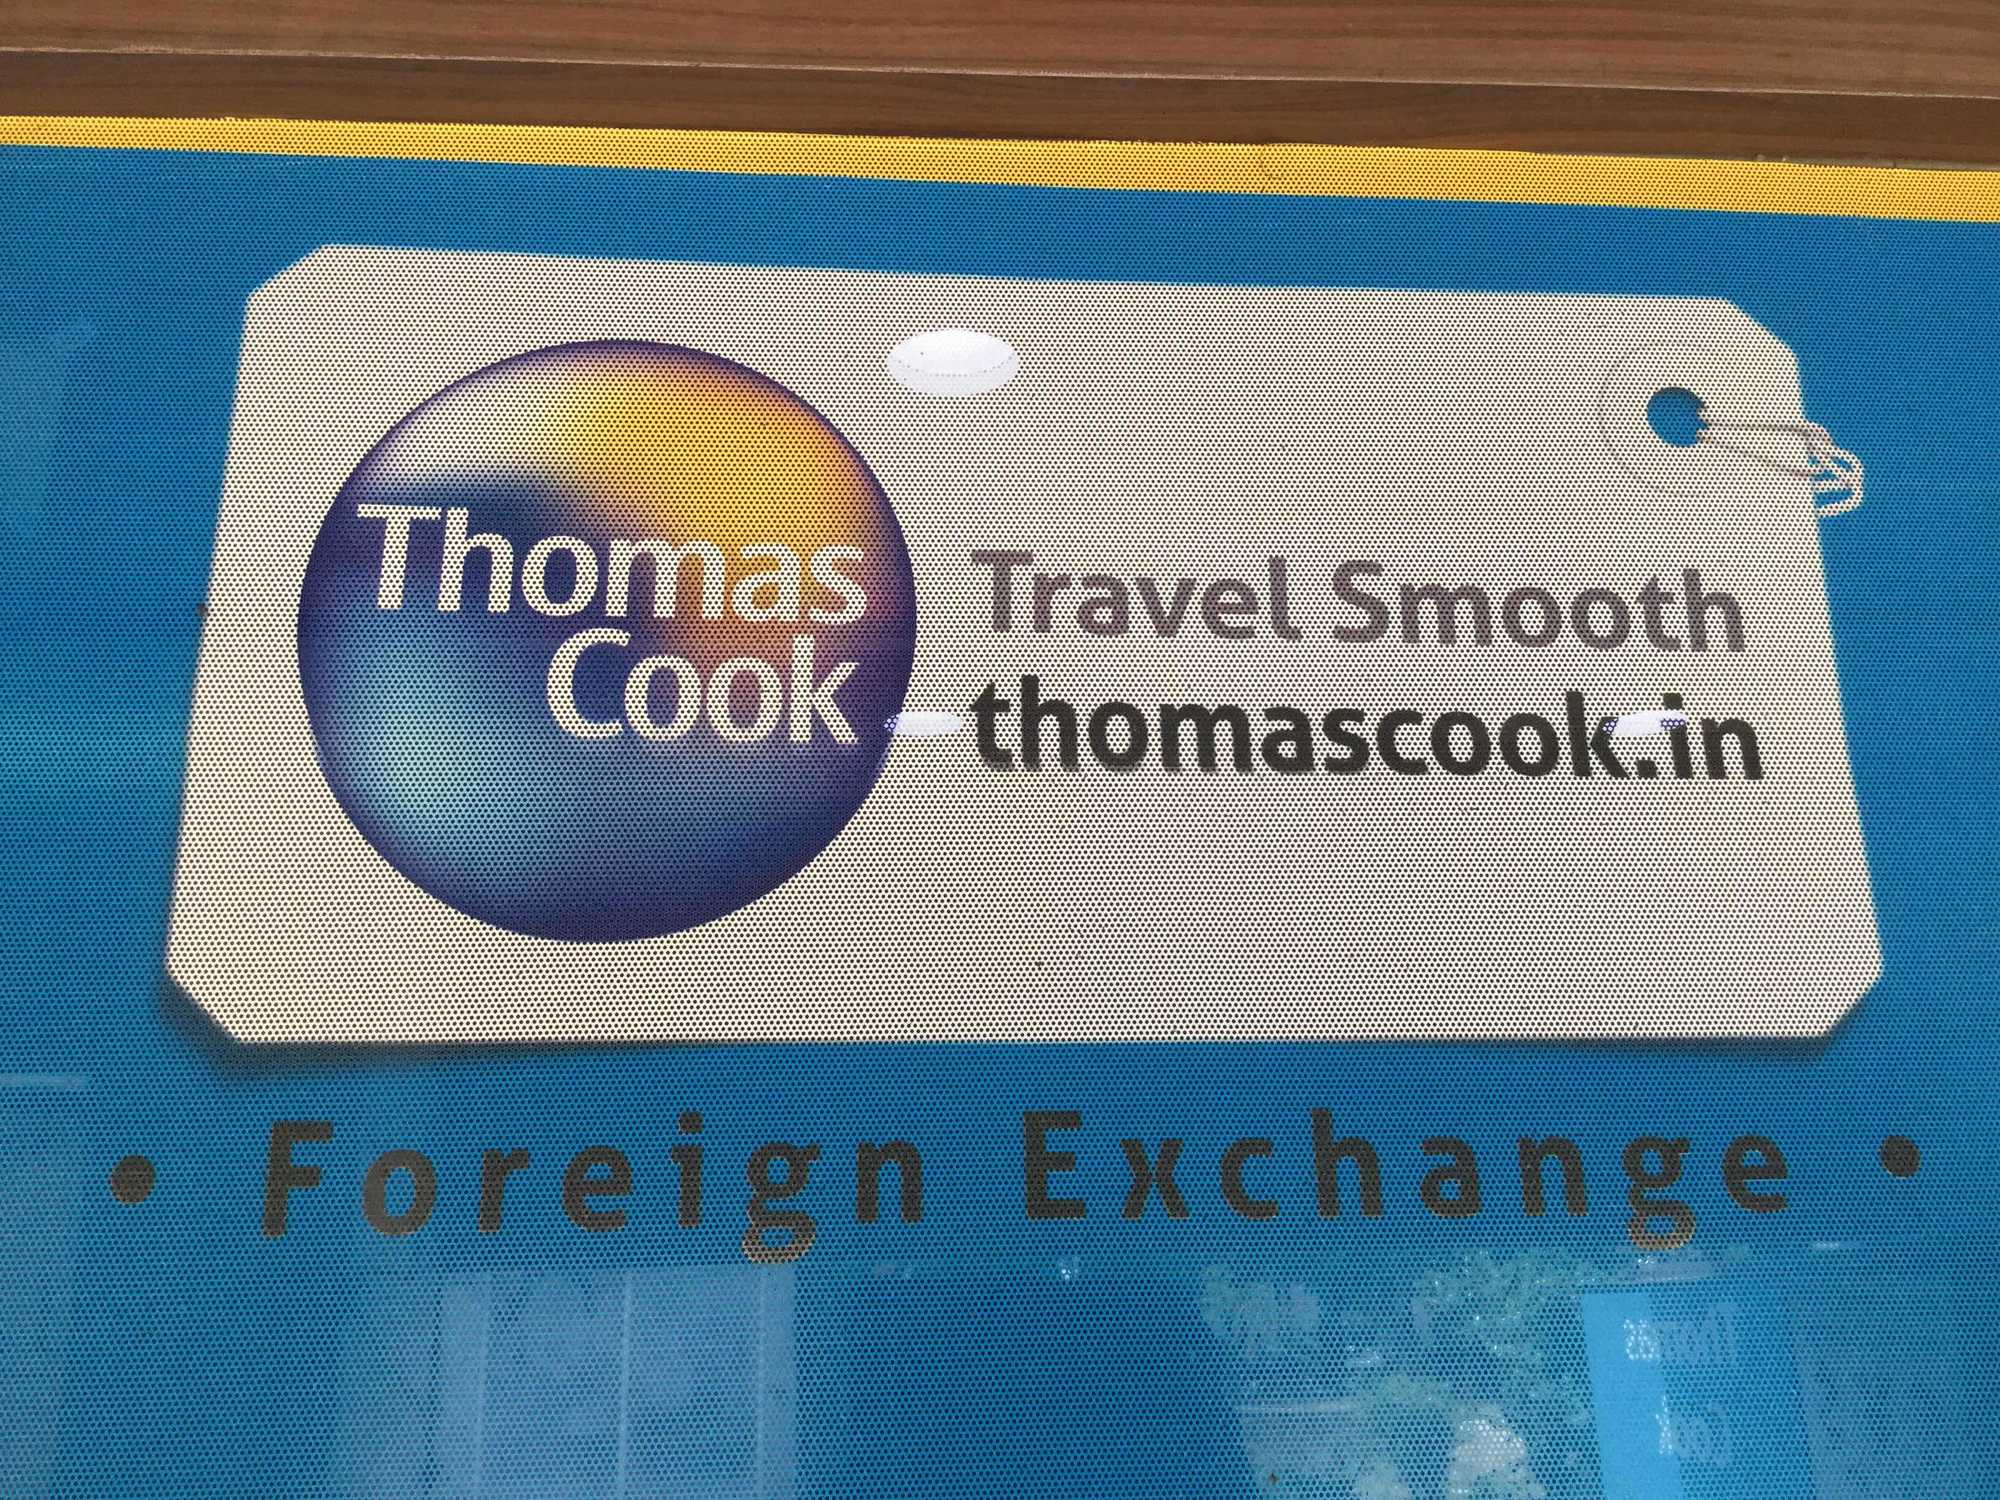 Thomas
Cook
Travel Smooth
thomascook.in
• Foreign Exchange •